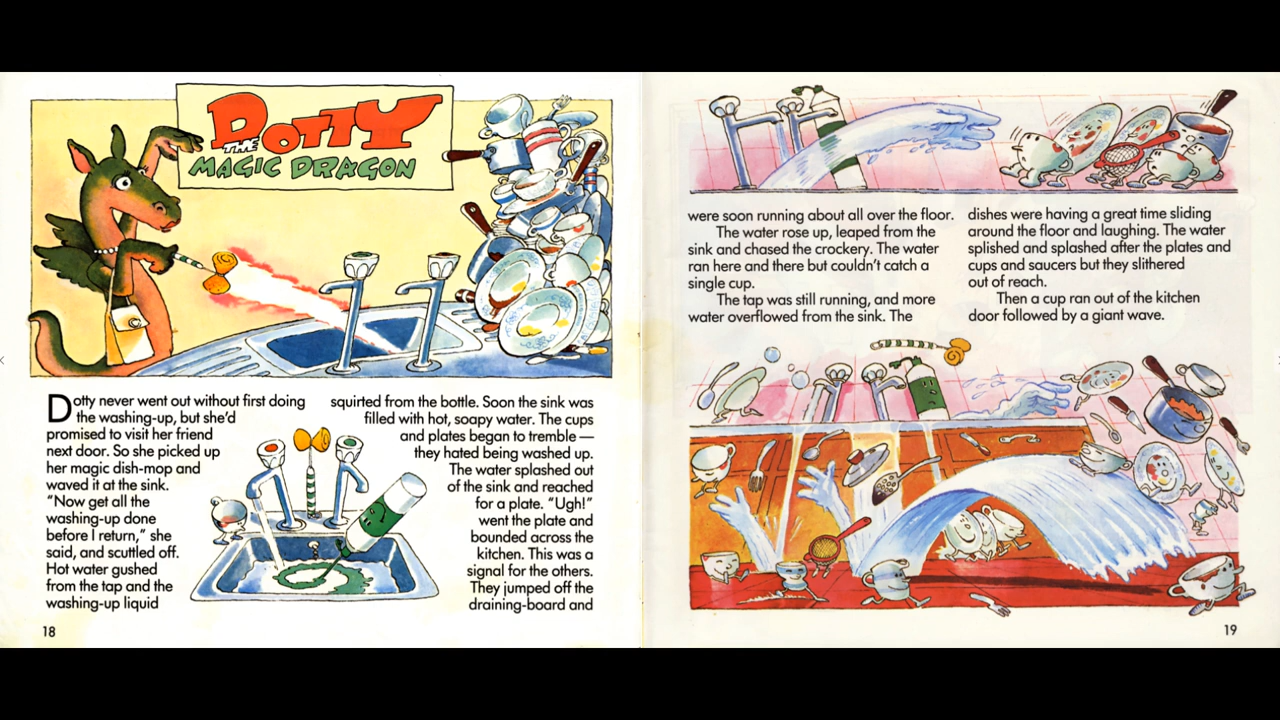 DOTTY
THE
MAGIC DRAGON
Dotty never went out without first doing
the washing-up, but she'd
promised to visit her friend
next door. So she picked up
her magic dish-mop and
waved it at the sink.
"Now get all the
washing-up done
before I return," she
said, and scuttled off.
Hot water gushed
from the tap and the
washing-up liquid
squirted from the bottle. Soon the sink was
filled with hot, soapy water. The cups
and plates began to tremble —
they hated being washed up.
The water splashed out
of the sink and reached
for a plate. "Ugh!"
went the plate and
bounded across the
kitchen. This was a
signal for the others.
They jumped off the
draining-board and
18
were soon running about all over the floor.
The water rose up, leaped from the
sink and chased the crockery. The water
ran here and there but couldn't catch a
single cup.
The tap was still running, and more
water overflowed from the sink. The
dishes were having a great time sliding
around the floor and laughing. The water
splished and splashed after the plates and
cups and saucers but they slithered
out of reach.
Then a cup ran out of the kitchen
door followed by a giant wave.
19